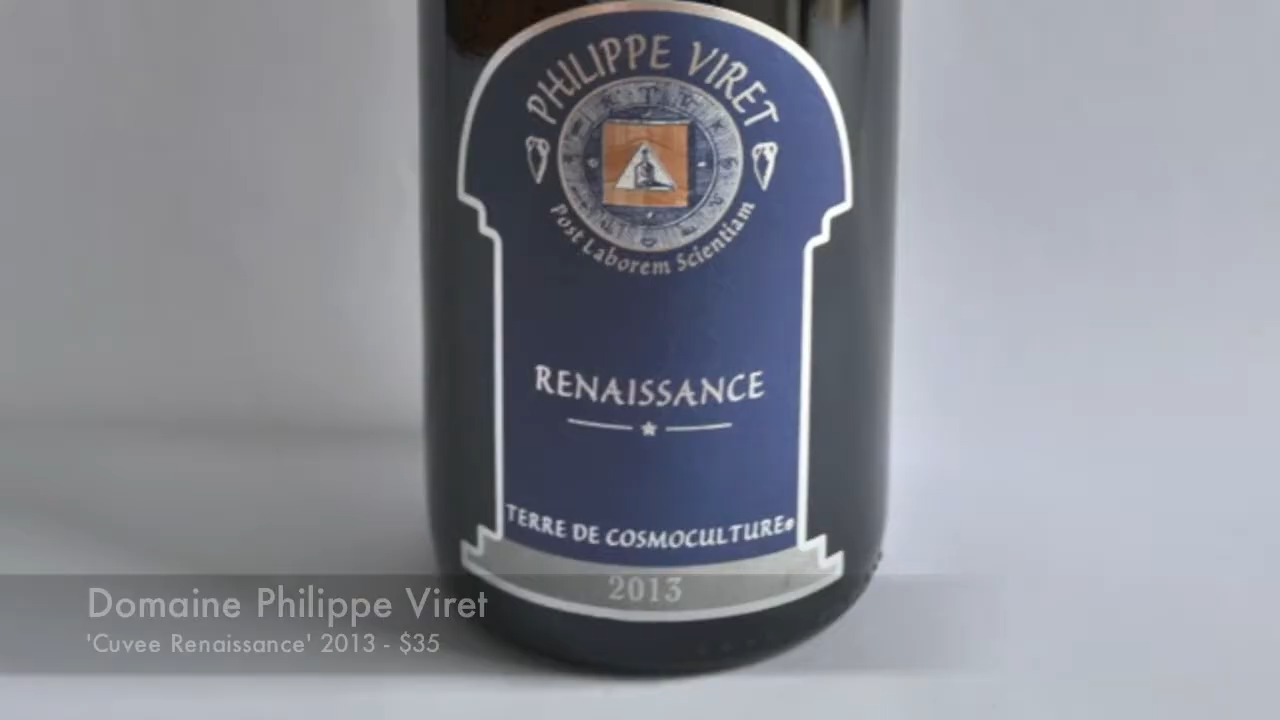 PHILIPPE VIRET
Post Laborem Scientiam
RENAISSANCE
TERRE DE COSMOCULTURE®
2013
Domaine Philippe Viret
'Cuvee Renaissance' 2013 - $35